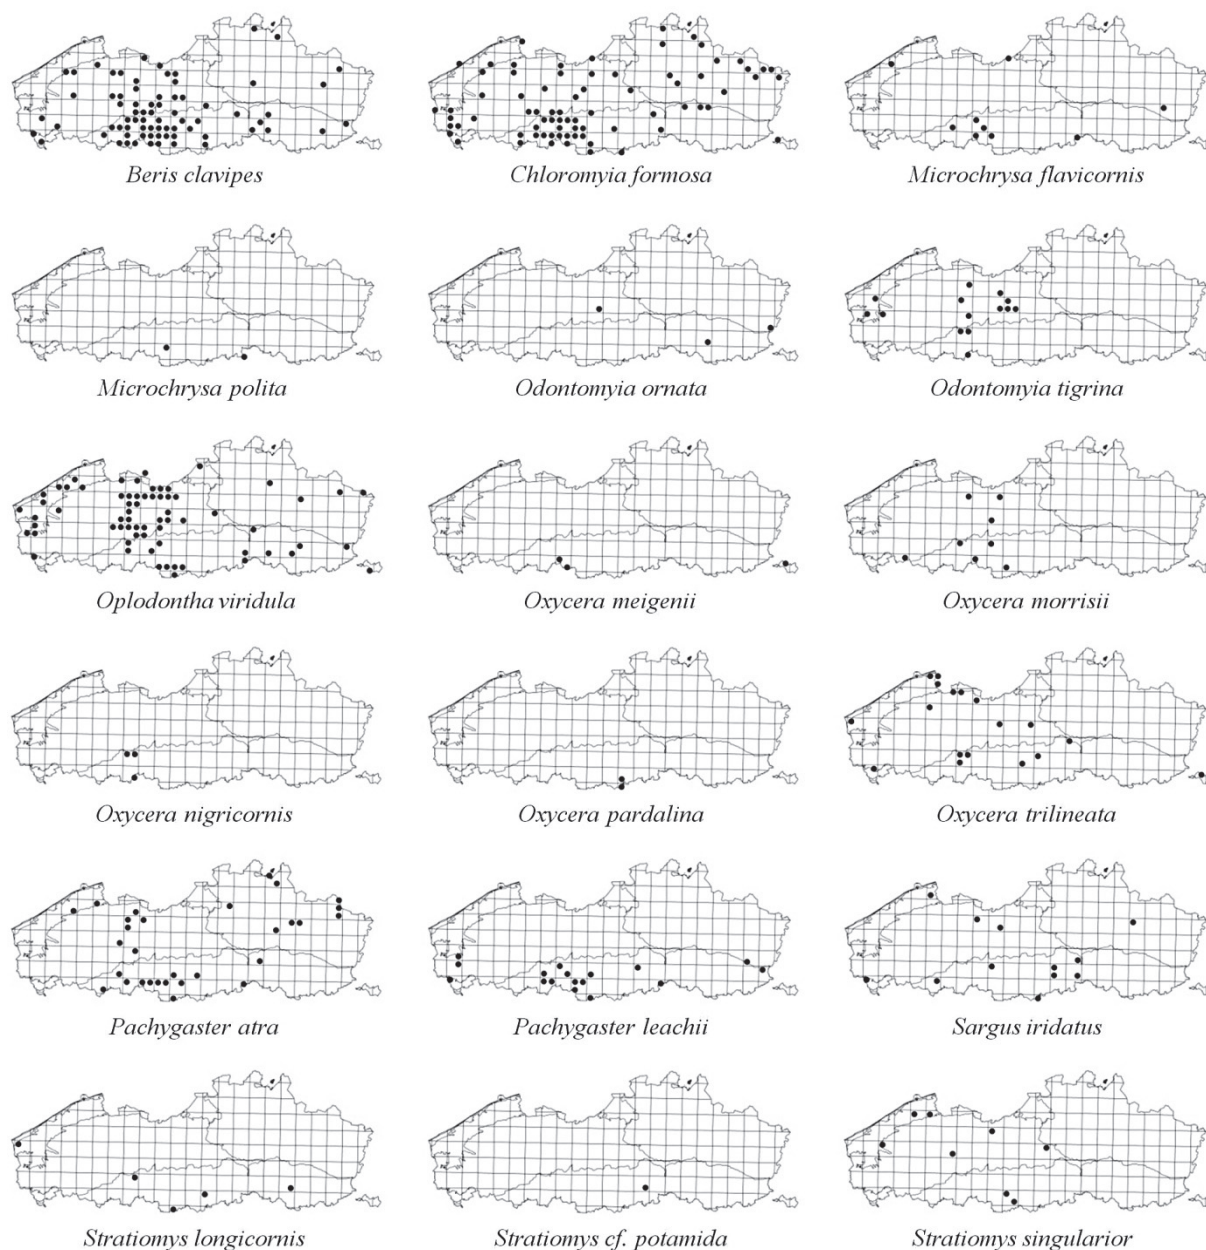 Beris clavipes
Chloromyia formosa
Microchrysa flavicornis
Microchrysa polita
Odontomyia ornata
Odontomyia tigrina
Oplodontha viridula
Oxycera meigenii
Oxycera morrisii
Oxycera nigricornis
Oxycera pardalina
Oxycera trilineata
Pachygaster atra
Pachygaster leachii
Sargus iridatus
Stratiomys longicornis
Stratiomys cf. potamida
Stratiomys singularior